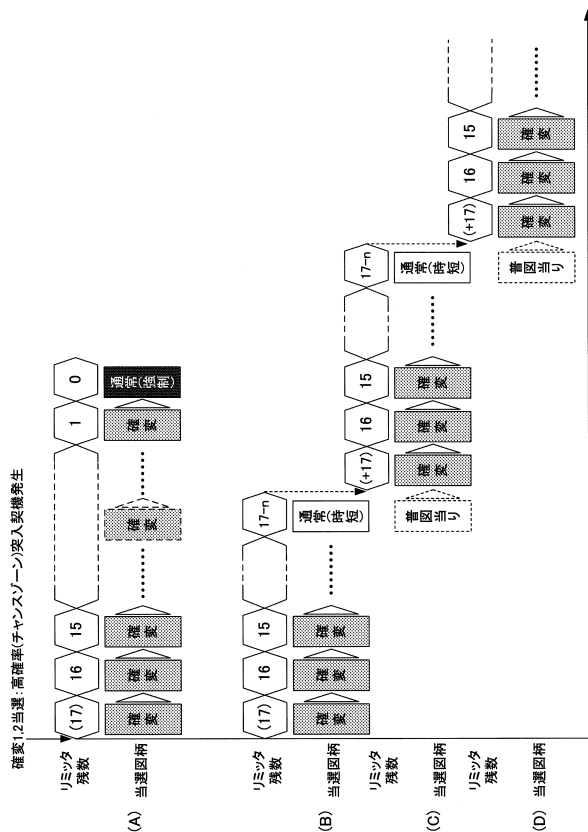 確変1,2当選:高確率(チャンスゾーン)突入契機発生
リミッタ
残数
(17)
16
15
1
0
(A)
当選図柄
確変
確変
確変
••••••
確変
••••••
確変
通常(強制)
リミッタ
残数
(17)
16
15
17-n
(B)
当選図柄
確変
確変
確変
••••••
通常(時短)
リミッタ
残数
(+17)
16
15
17-n
(C)
当選図柄
普図当り
確変
確変
確変
••••••
通常(時短)
リミッタ
残数
(+17)
16
15
(D)
当選図柄
普図当り
確変
確変
確変
••••••